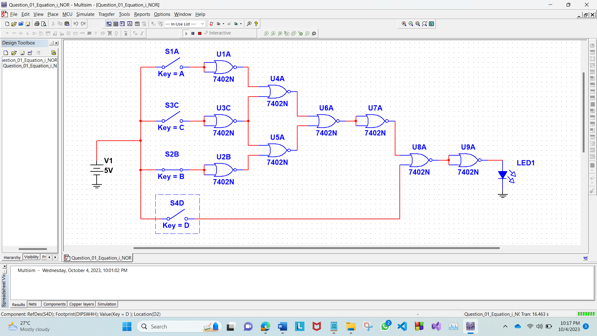 Question_01_Equation_i_NOR - Multisim - [Question_01_Equation_i_NOR]
File Edit View Place MCU Simulate Transfer Tools Reports Options Window Help
In-Use List
Design Toolbox
Question_01_Equation_i_NOR
S1A
Key = A
U1A
7402N
U4A
7402N
S3C
Key = C
U3C
7402N
U6A
7402N
U7A
7402N
U5A
7402N
S2B
Key = B
U2B
7402N
V1
5V
U8A
7402N
U9A
7402N
LED1
S4D
Key = D
Hierarchy Visibility
Question_01_Equation_i_NOR
Spreadsheet View
Multisim - Wednesday, October 4, 2023, 10:01:02 PM
Results Nets Components Copper layers Simulation
Component: RefDes(S4D); Footprint(DIPSW4H); Value(Key = D ); Location(D2)
Question_01_Equation_i_NC Tran: 16.463 s
27°C
Mostly cloudy
Search
10:17 PM
10/4/2023